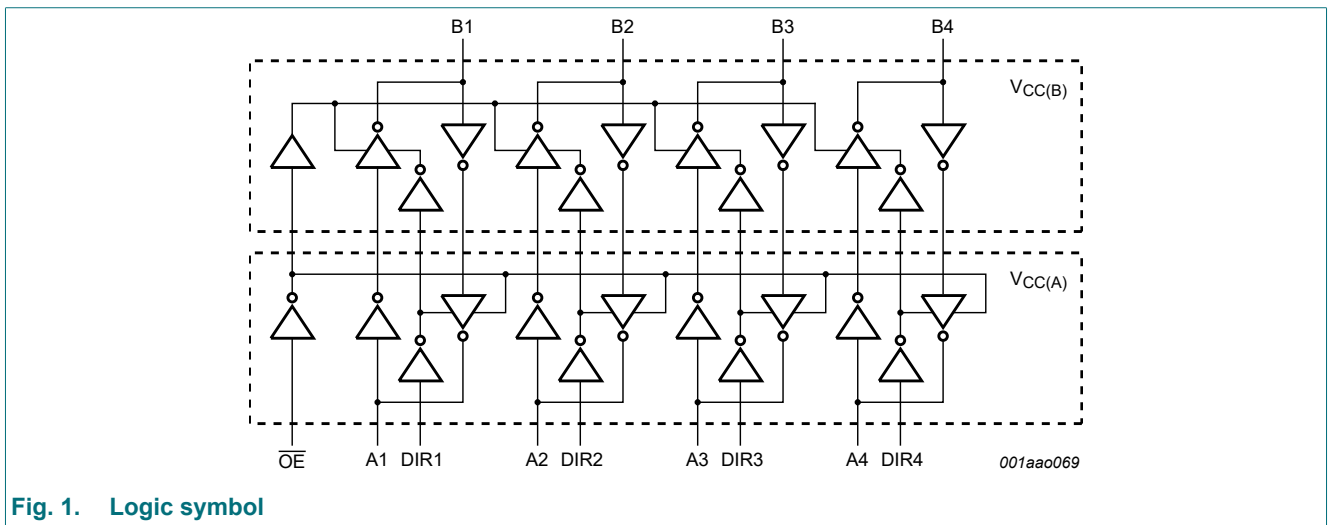 B1 B2 B3 B4
VCC(B)
VCC(A)
OE A1 DIR1 A2 DIR2 A3 DIR3 A4 DIR4
001aao069
Fig. 1. Logic symbol